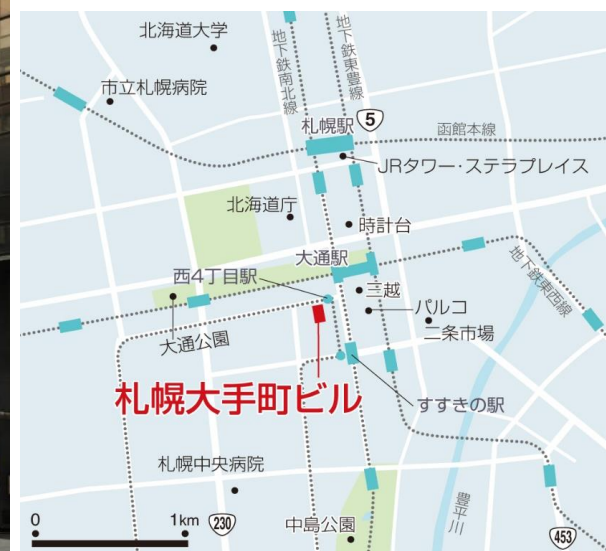 北海道大学
地下鉄南北線
地下鉄東豊線
市立札幌病院
札幌駅
5
函館本線
JRタワー・ステラプレイス
北海道庁
時計台
大通駅
西4丁目駅
地下鉄東西線
三越
パルコ
大通公園
二条市場
札幌大手町ビル
すすきの駅
札幌中央病院
豊平川
0 1km
230
中島公園
453